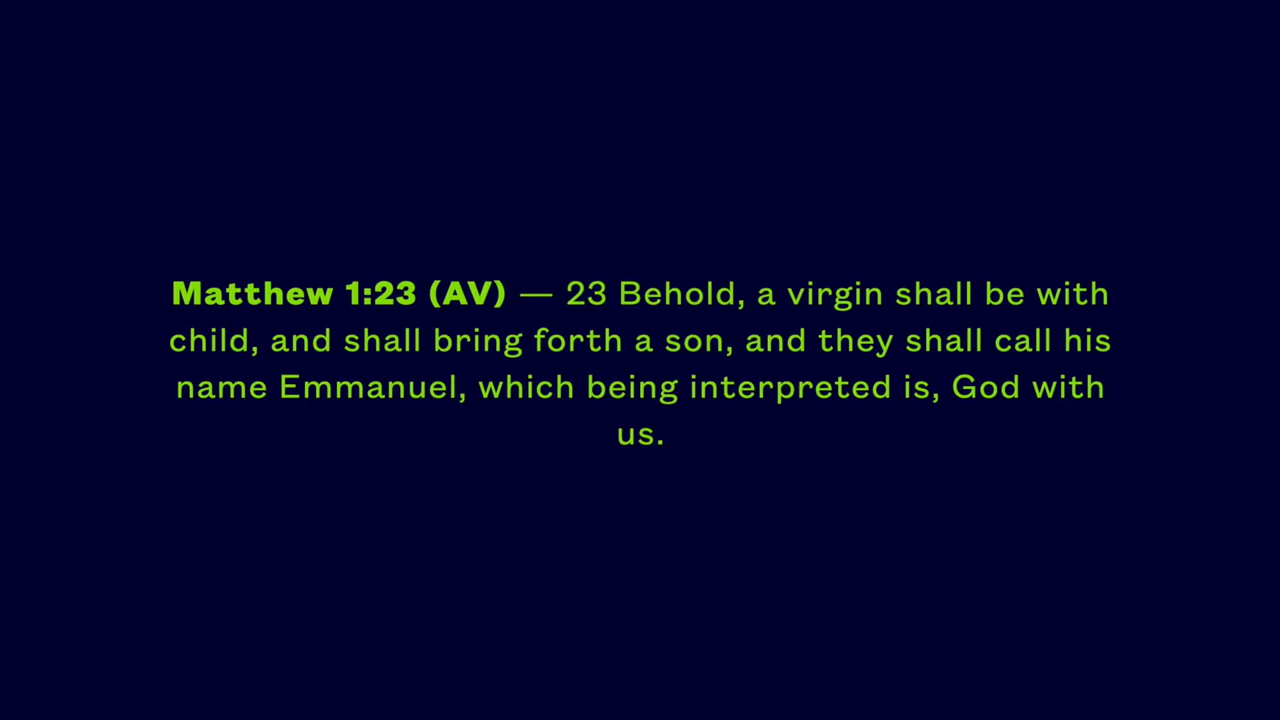 Matthew 1:23 (AV) — 23 Behold, a virgin shall be with
child, and shall bring forth a son, and they shall call his
name Emmanuel, which being interpreted is, God with
us.